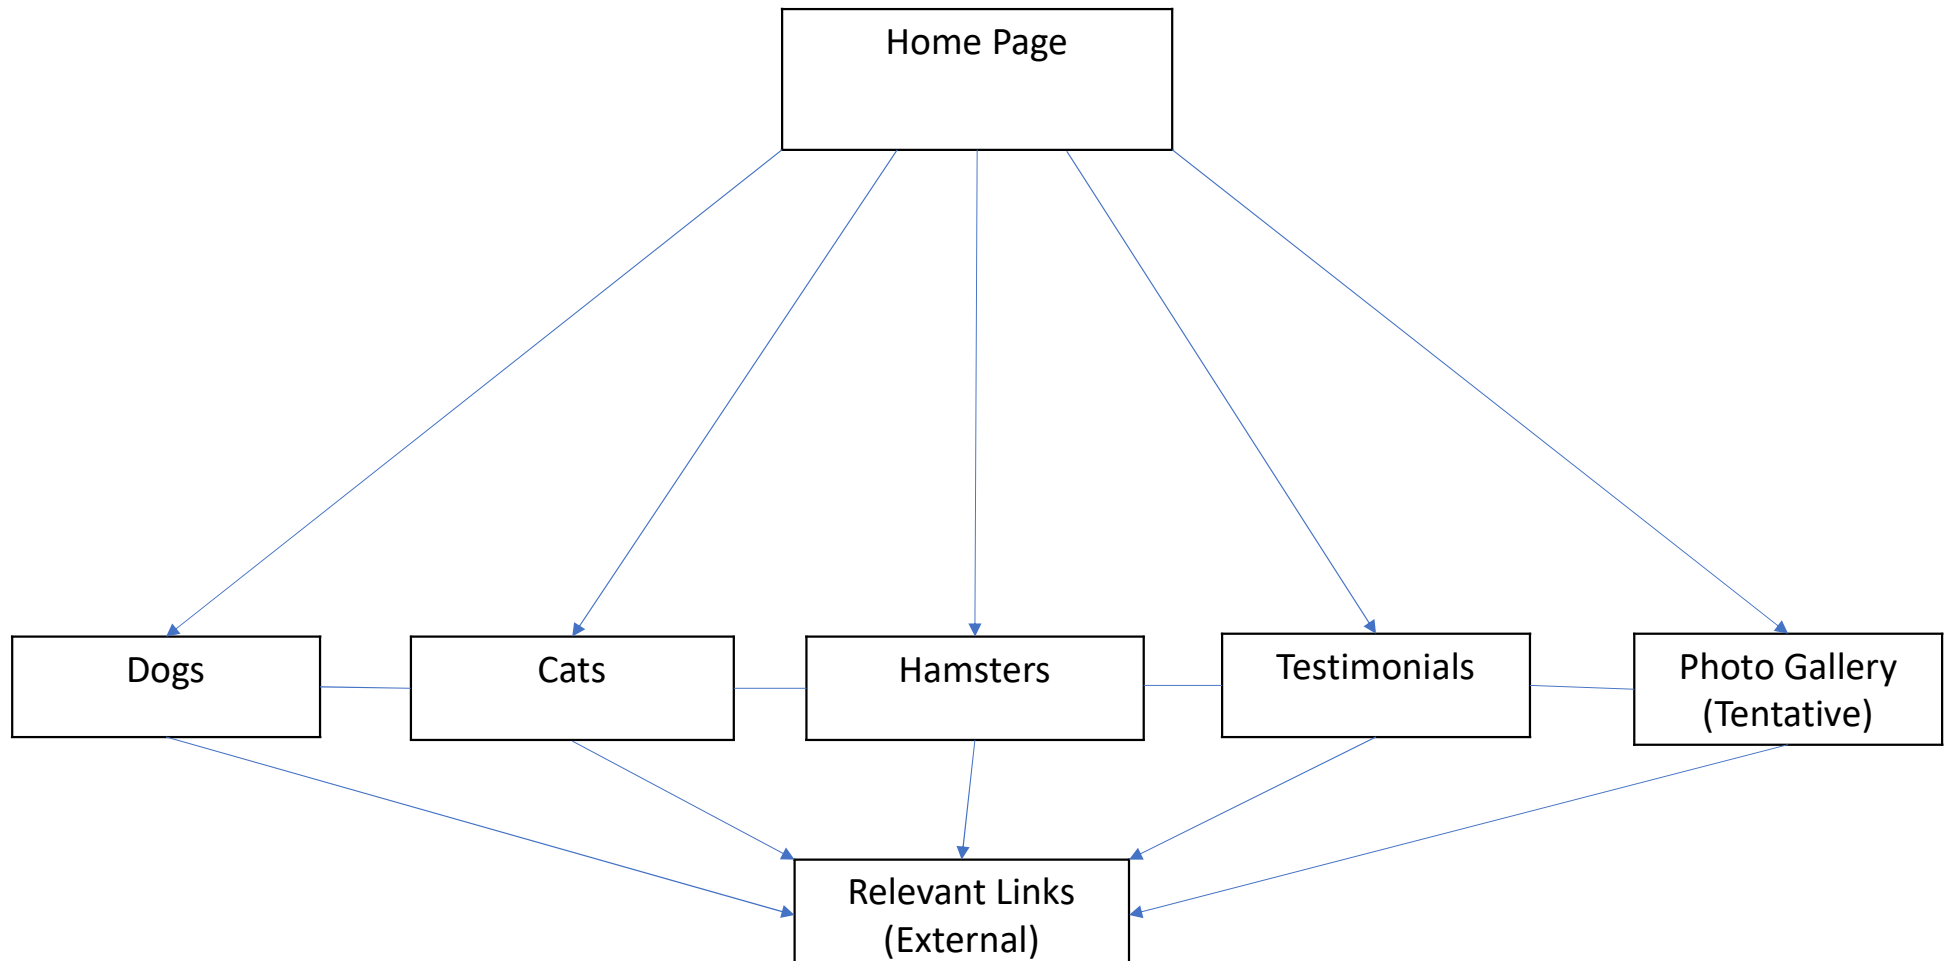 Home Page
Dogs
Cats
Hamsters
Testimonials
Photo Gallery
(Tentative)
Relevant Links
(External)